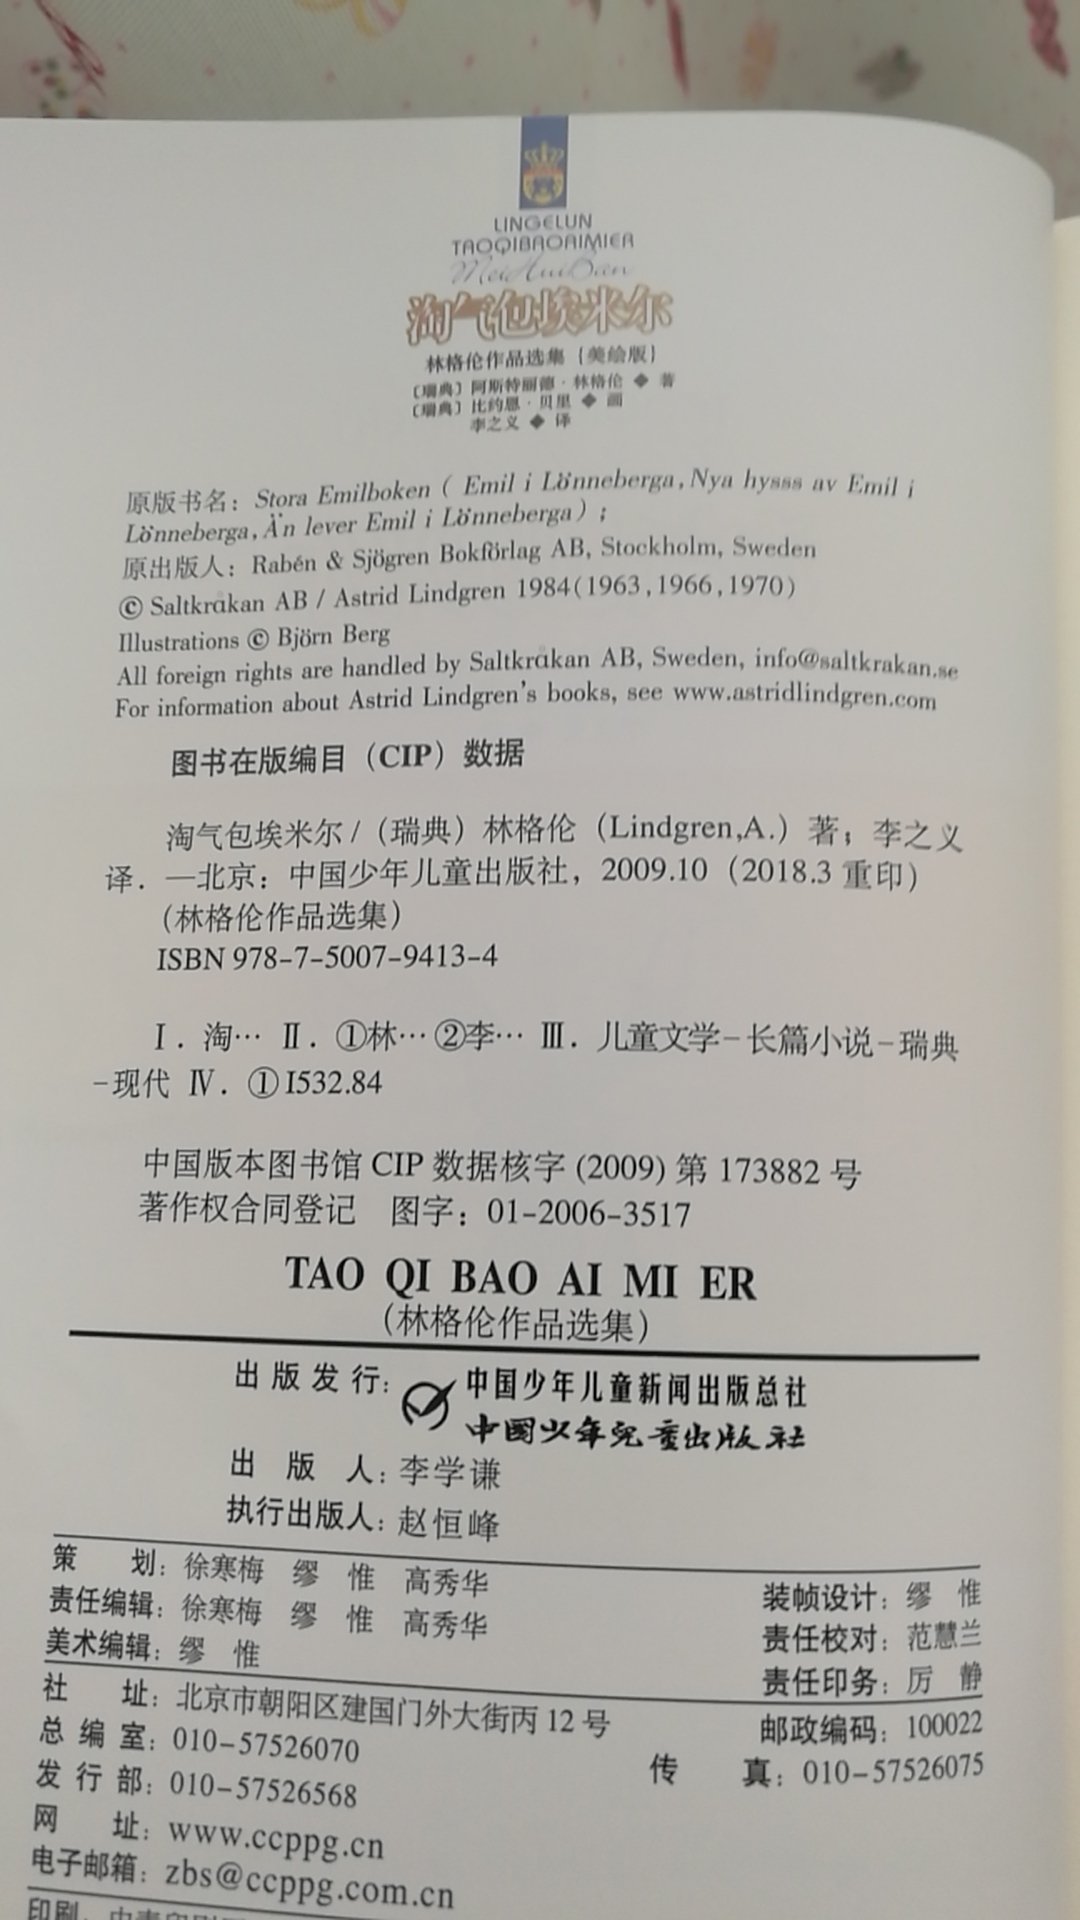 LINGELUN
TAOQIBAOAIMIER
MeiHuiBan
淘气包埃米尔
林格伦作品选集{美绘版}
〔瑞典〕阿斯特丽德·林格伦 ◆ 著
〔瑞典〕比约恩·贝里 ◆ 画
李之义 ◆ 译
原版书名：Stora Emilboken ( Emil i Lönneberga,Nya hysss av Emil i
Lönneberga,Än lever Emil i Lönneberga)；
原出版人：Rabén & Sjögren Bokförlag AB, Stockholm, Sweden
© Saltkråkan AB / Astrid Lindgren 1984(1963,1966,1970)
Illustrations © Björn Berg
All foreign rights are handled by Saltkråkan AB, Sweden, info@saltkrakan.se
For information about Astrid Lindgren's books, see www.astridlindgren.com
图书在版编目（CIP）数据
淘气包埃米尔/（瑞典）林格伦（Lindgren,A.）著；李之义
译. —北京：中国少年儿童出版社，2009.10（2018.3 重印）
（林格伦作品选集）
ISBN 978-7-5007-9413-4
Ⅰ. 淘… Ⅱ. ①林… ②李… Ⅲ. 儿童文学－长篇小说－瑞典
－现代 Ⅳ. ①I532.84
中国版本图书馆 CIP 数据核字 (2009) 第 173882 号
著作权合同登记 图字：01-2006-3517
TAO QI BAO AI MI ER
（林格伦作品选集）
出版发行： 中国少年儿童新闻出版总社
中国少年儿童出版社
出 版 人：李学谦
执行出版人：赵恒峰
策 划：徐寒梅 缪 惟 高秀华
装帧设计：缪 惟
责任编辑：徐寒梅 缪 惟 高秀华
责任校对：范慧兰
美术编辑：缪 惟
责任印务：厉 静
社 址：北京市朝阳区建国门外大街丙 12 号
邮政编码：100022
总 编 室：010-57526070
传 真：010-57526075
发 行 部：010-57526568
网 址：www.ccppg.cn
电子邮箱：zbs@ccppg.com.cn
印刷